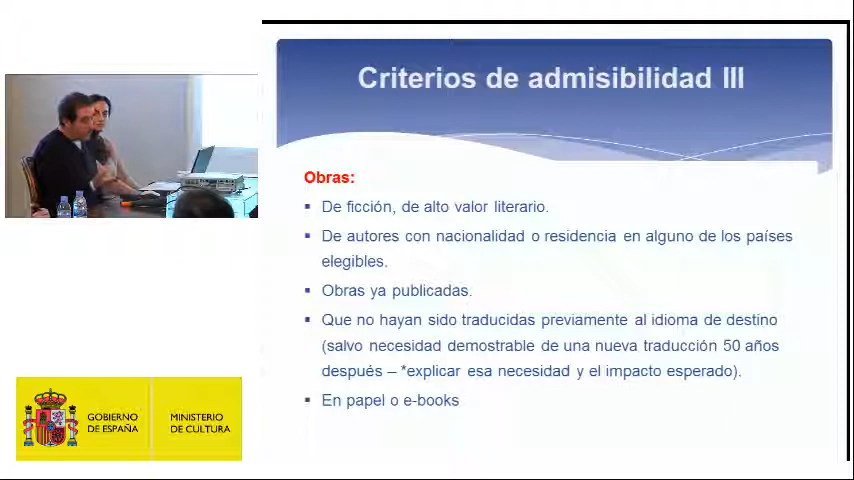 Criterios de admisibilidad III
Obras:
▪ De ficción, de alto valor literario.
▪ De autores con nacionalidad o residencia en alguno de los países
elegibles.
▪ Obras ya publicadas.
▪ Que no hayan sido traducidas previamente al idioma de destino
(salvo necesidad demostrable de una nueva traducción 50 años
después – *explicar esa necesidad y el impacto esperado).
▪ En papel o e-books
GOBIERNO
DE ESPAÑA
MINISTERIO
DE CULTURA